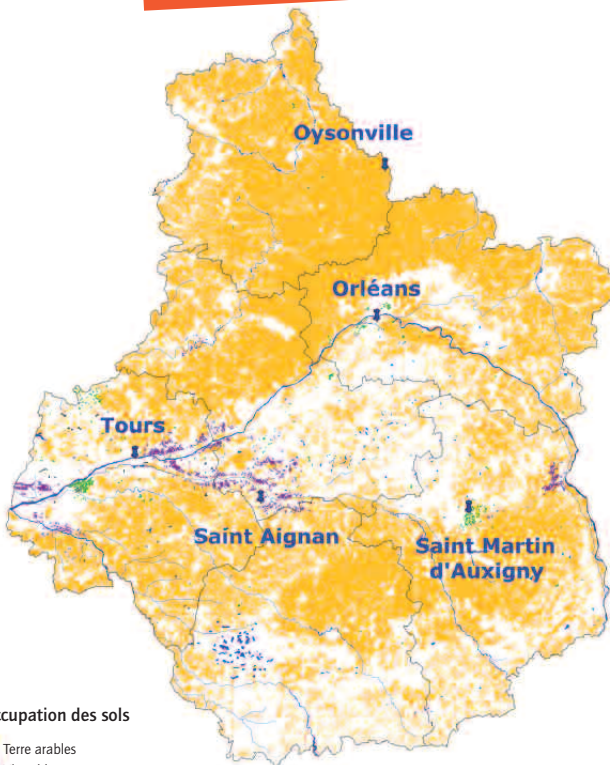 Oysonville
Orléans
Tours
Saint Aignan
Saint Martin
d'Auxigny
ccupation des sols
Terre arables